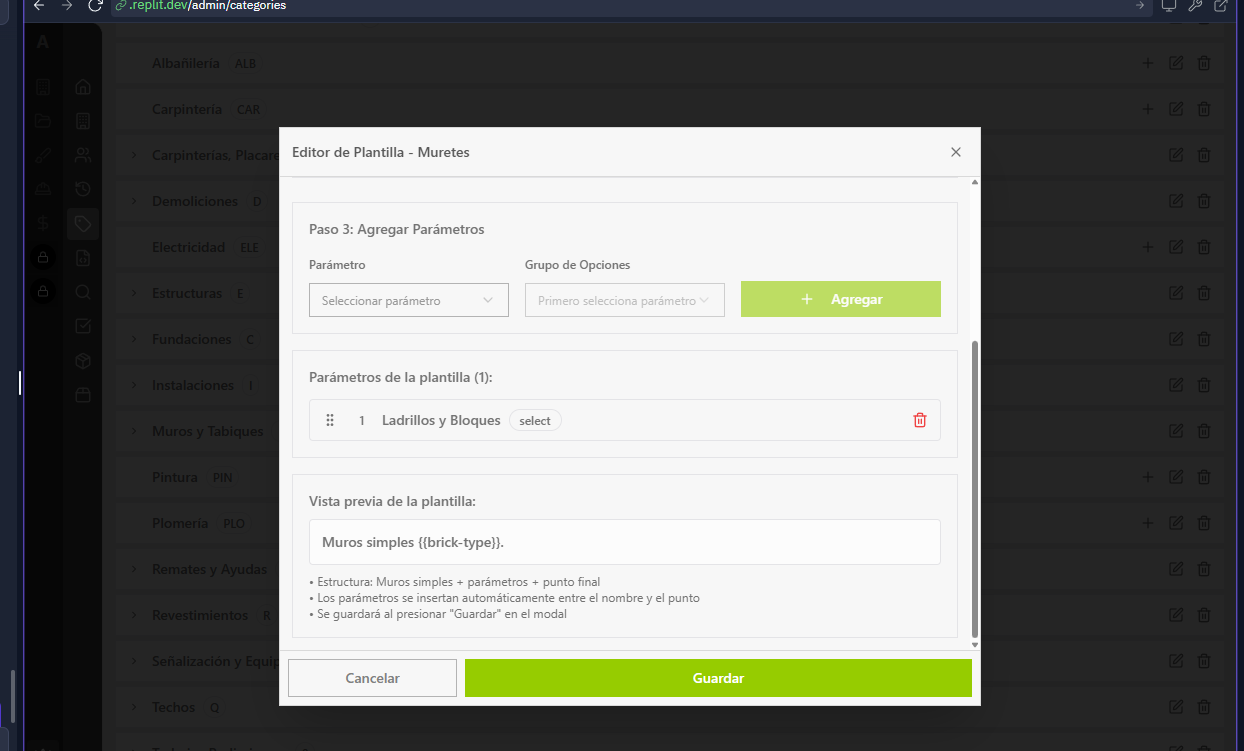 .replit.dev/admin/categories
A
Albañilería ALB
Carpintería CAR
Carpinterías, Placare
Demoliciones D
Electricidad ELE
Estructuras E
Fundaciones C
Instalaciones I
Muros y Tabiques
Pintura PIN
Plomería PLO
Remates y Ayudas
Revestimientos R
Señalización y Equip
Techos Q
Editor de Plantilla - Muretes
Paso 3: Agregar Parámetros
Parámetro Grupo de Opciones
Seleccionar parámetro Primero selecciona parámetro + Agregar
Parámetros de la plantilla (1):
1 Ladrillos y Bloques select
Vista previa de la plantilla:
Muros simples {{brick-type}}.
• Estructura: Muros simples + parámetros + punto final
• Los parámetros se insertan automáticamente entre el nombre y el punto
• Se guardará al presionar "Guardar" en el modal
Cancelar Guardar